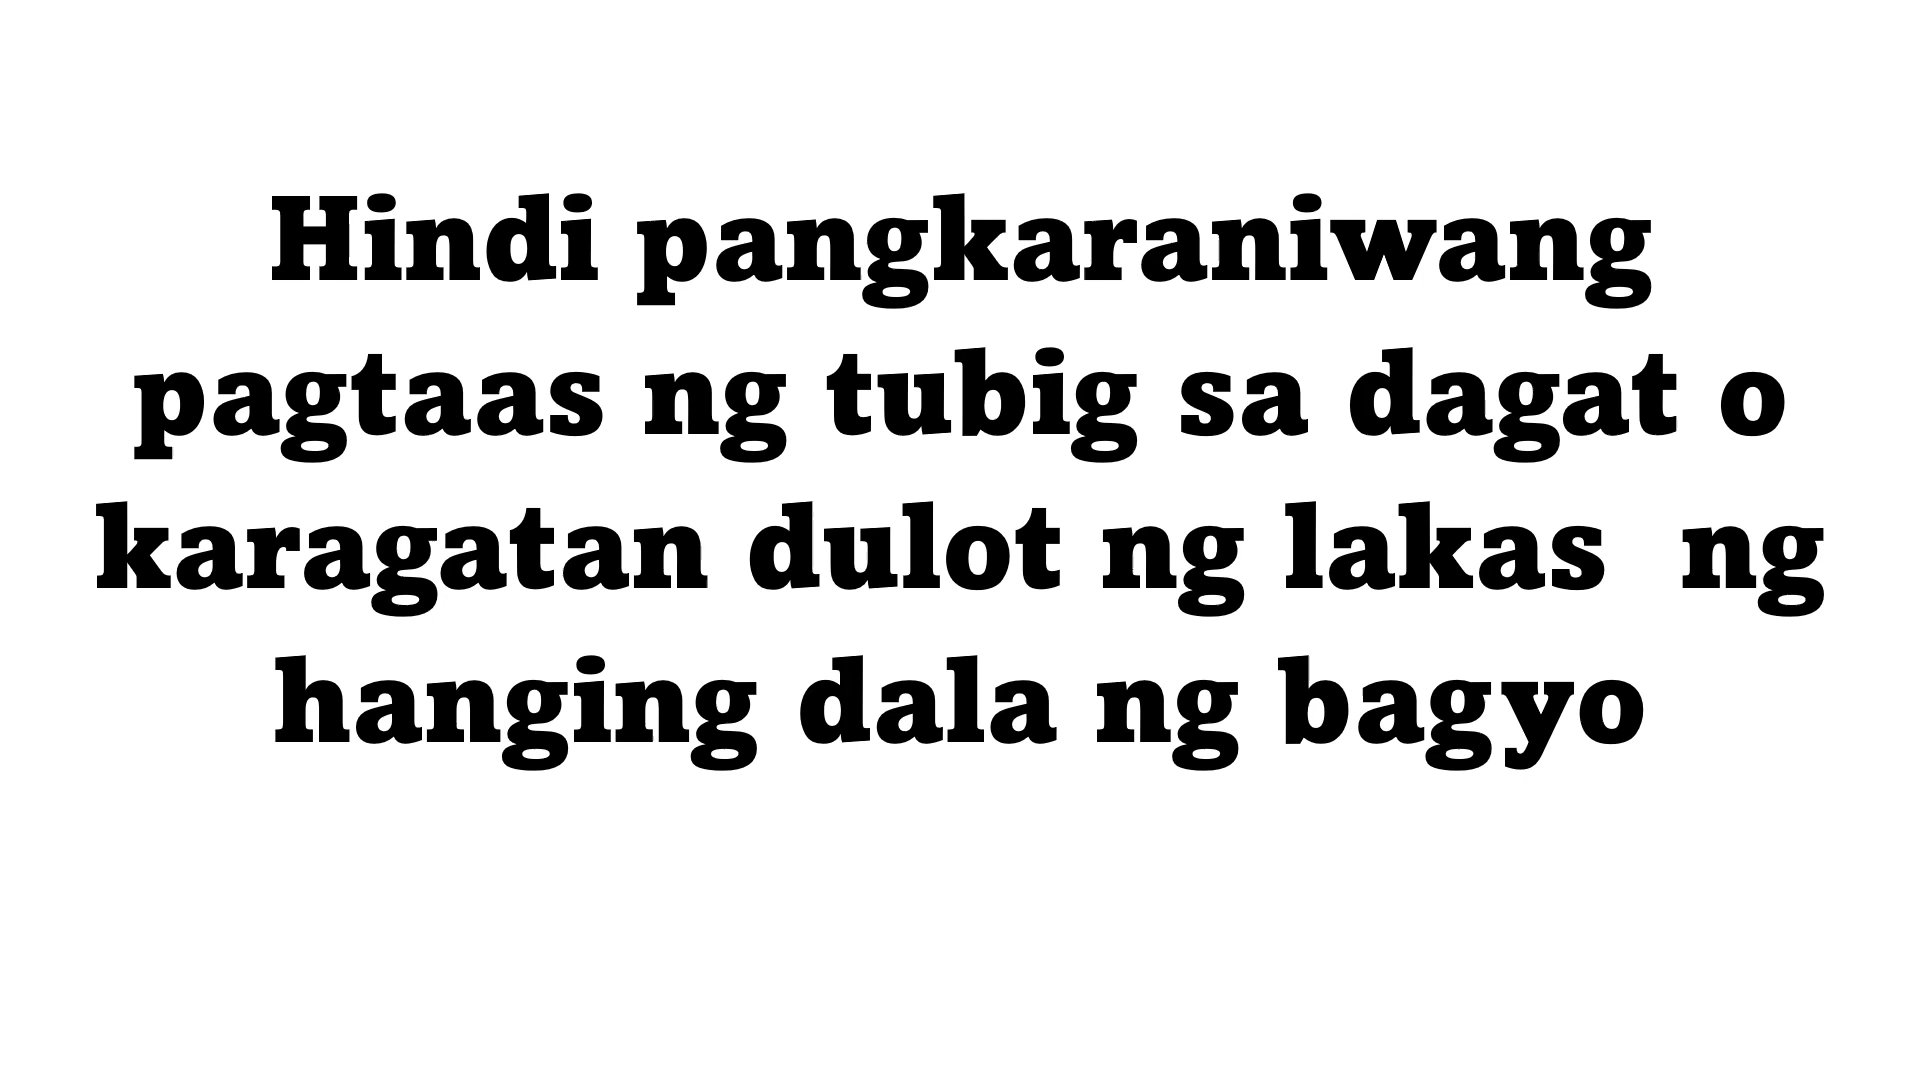 Hindi pangkaraniwang
pagtaas ng tubig sa dagat o
karagatan dulot ng lakas  ng
hanging dala ng bagyo